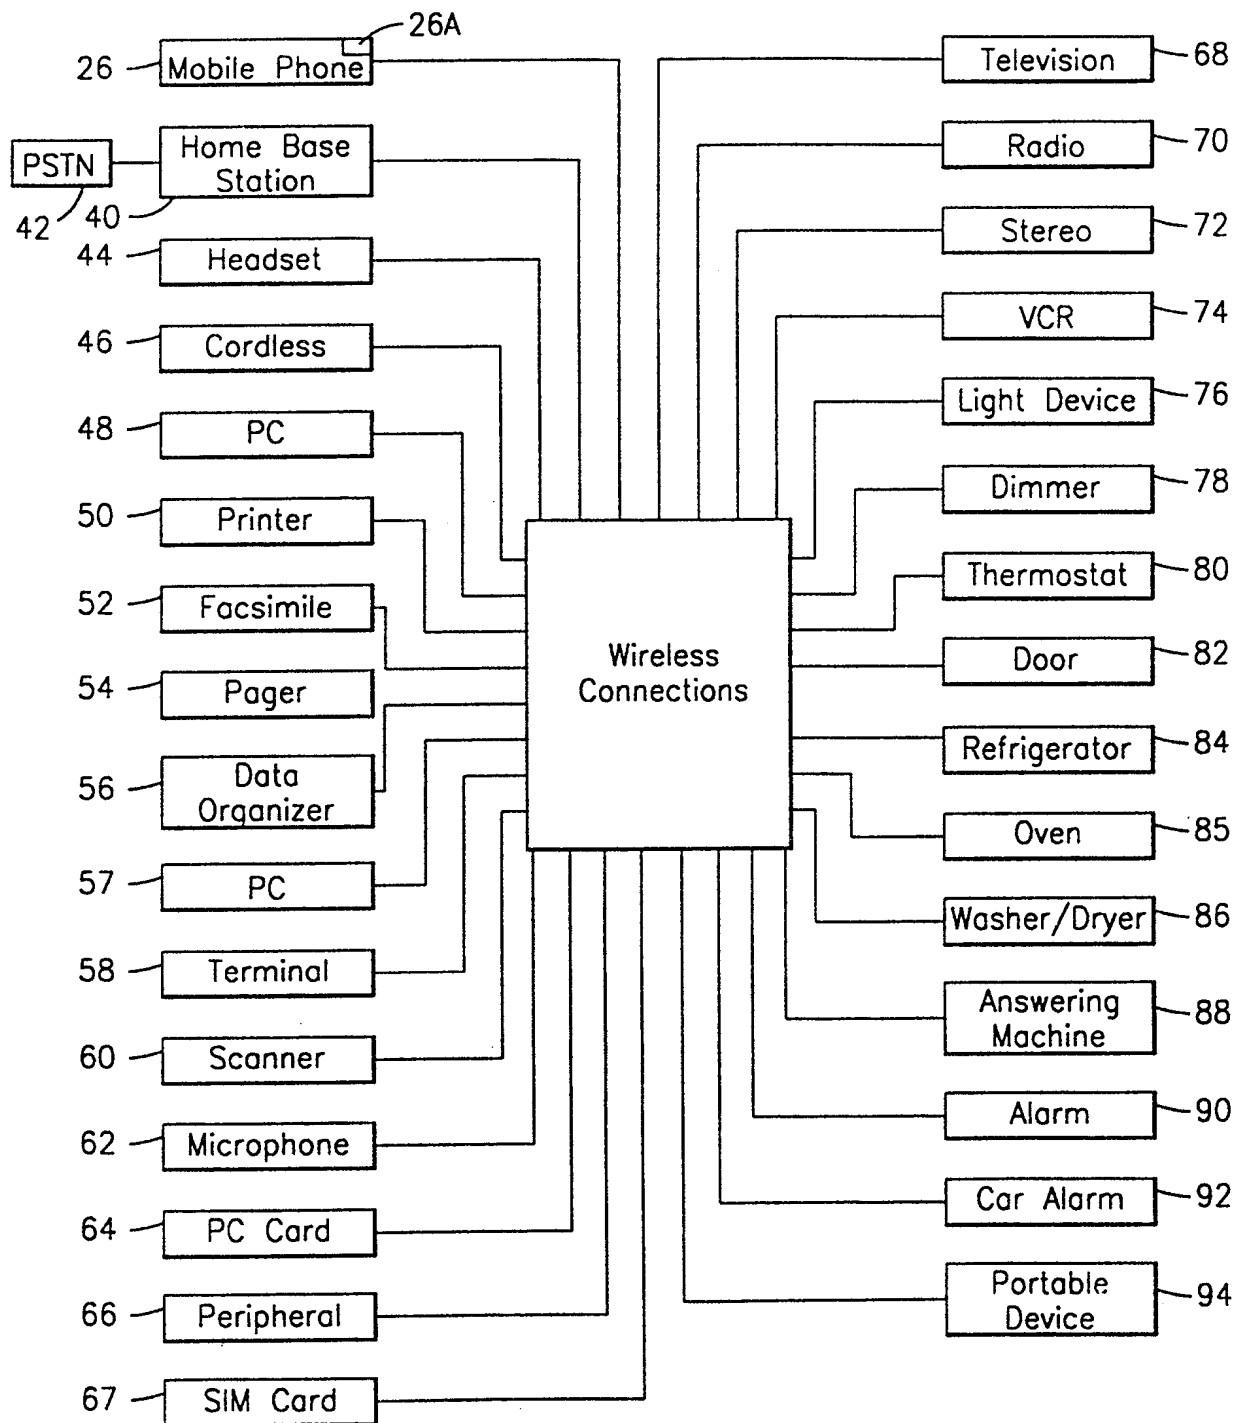 26A
26 Mobile Phone
PSTN
42
Home Base
Station
40
44 Headset
46 Cordless
48 PC
50 Printer
52 Facsimile
54 Pager
56 Data
Organizer
57 PC
58 Terminal
60 Scanner
62 Microphone
64 PC Card
66 Peripheral
67 SIM Card
Wireless
Connections
Television 68
Radio 70
Stereo 72
VCR 74
Light Device 76
Dimmer 78
Thermostat 80
Door 82
Refrigerator 84
Oven 85
Washer/Dryer 86
Answering
Machine 88
Alarm 90
Car Alarm 92
Portable
Device 94